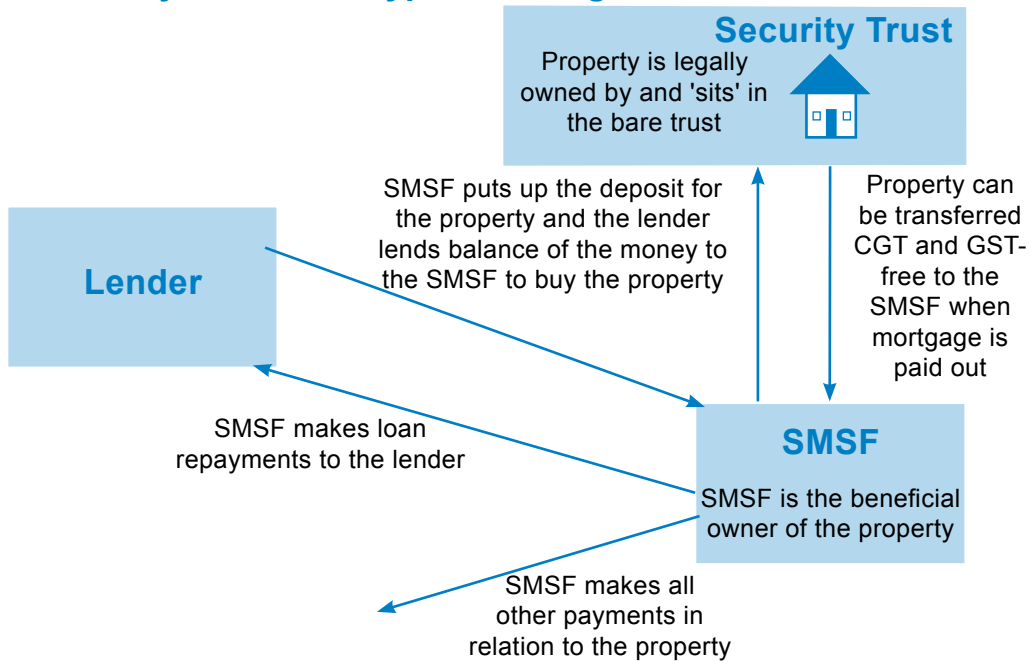 Security Trust
Property is legally
owned by and 'sits' in
the bare trust
SMSF puts up the deposit for
the property and the lender
lends balance of the money to
the SMSF to buy the property
Property can
be transferred
CGT and GST-
free to the
SMSF when
mortgage is
paid out
Lender
SMSF makes loan
repayments to the lender
SMSF
SMSF is the beneficial
owner of the property
SMSF makes all
other payments in
relation to the property